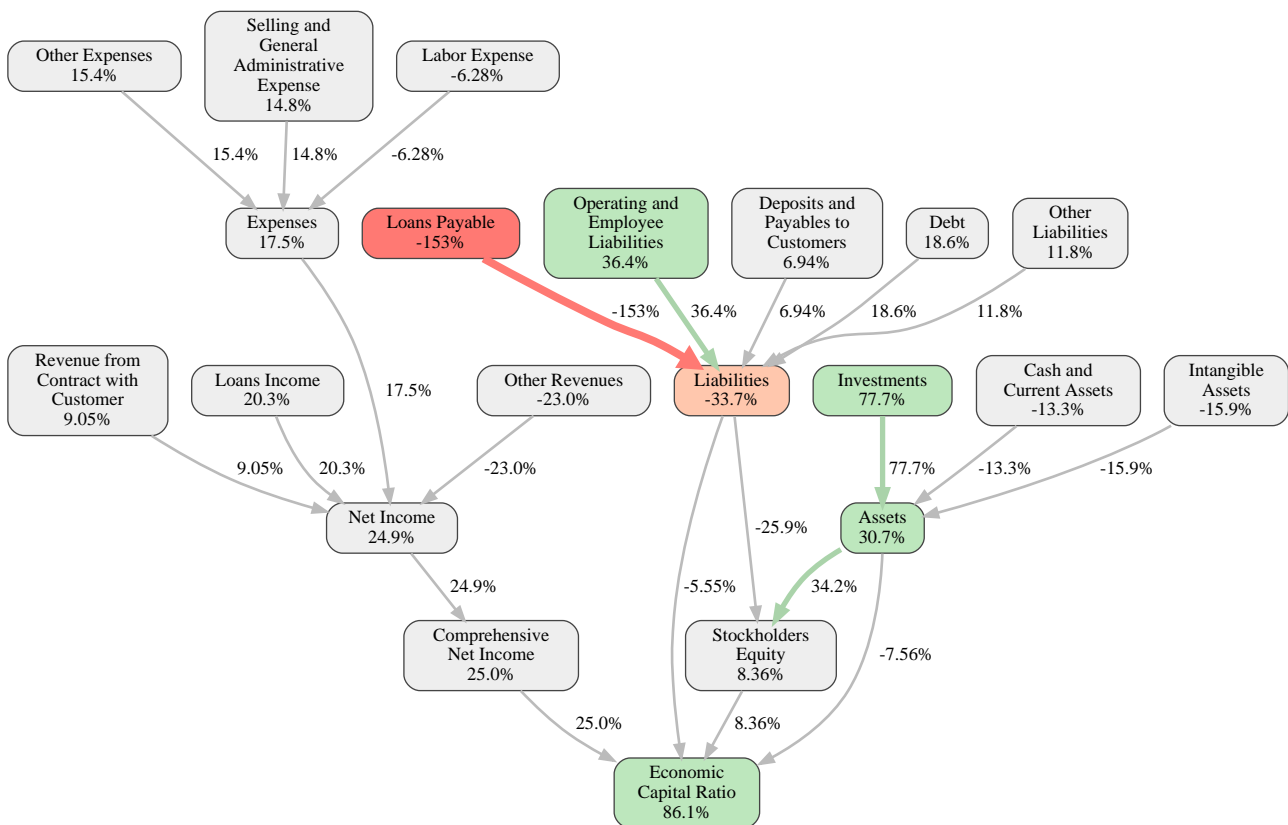 Other Expenses
15.4%
Selling and
General
Administrative
Expense
14.8%
Labor Expense
-6.28%
15.4%
14.8%
-6.28%
Expenses
17.5%
Loans Payable
-153%
Operating and
Employee
Liabilities
36.4%
Deposits and
Payables to
Customers
6.94%
Debt
18.6%
Other
Liabilities
11.8%
-153%
36.4%
6.94%
18.6%
11.8%
Revenue from
Contract with
Customer
9.05%
Loans Income
20.3%
17.5%
Other Revenues
-23.0%
Liabilities
-33.7%
Investments
77.7%
Cash and
Current Assets
-13.3%
Intangible
Assets
-15.9%
9.05%
20.3%
-23.0%
77.7%
-13.3%
-15.9%
Net Income
24.9%
-25.9%
Assets
30.7%
24.9%
-5.55%
34.2%
Comprehensive
Net Income
25.0%
Stockholders
Equity
8.36%
-7.56%
25.0%
8.36%
Economic
Capital Ratio
86.1%